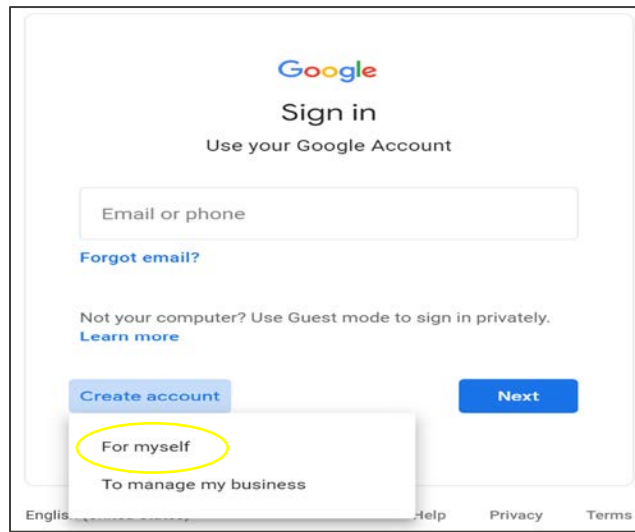 Google
Sign in
Use your Google Account
Email or phone
Forgot email?
Not your computer? Use Guest mode to sign in privately.
Learn more
Create account Next
For myself
To manage my business
Help Privacy Terms